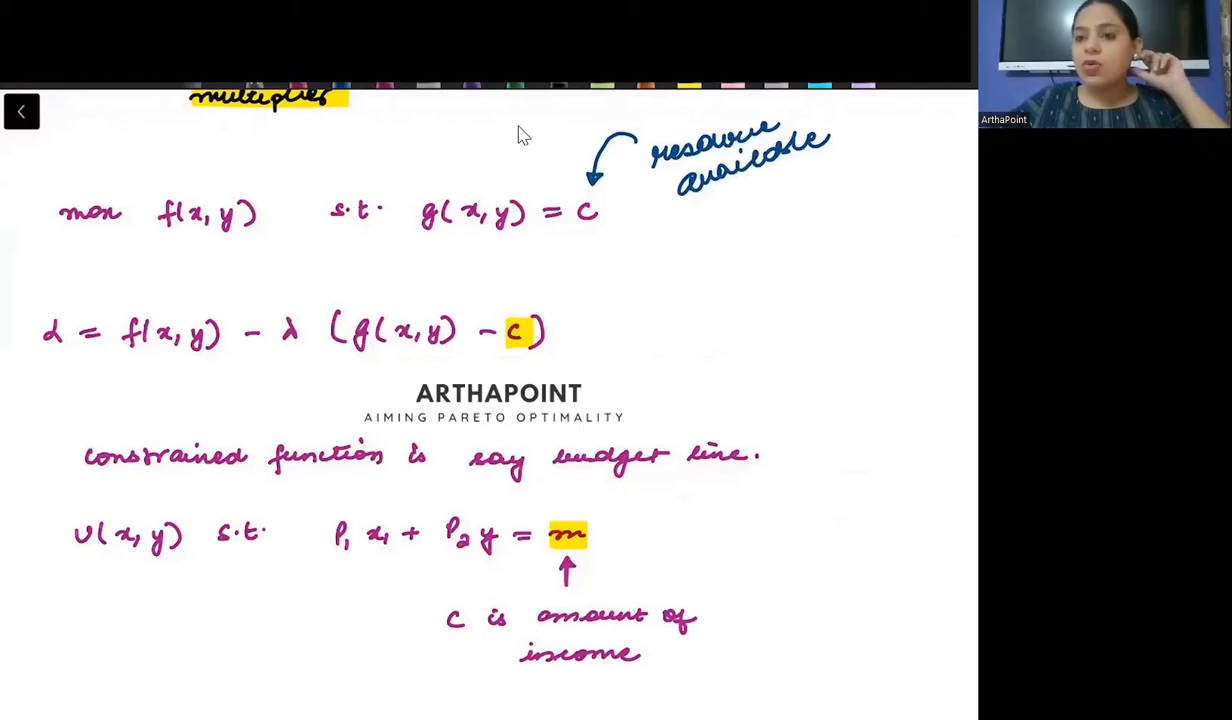 multiplies
resource
available
max f(x, y) s.t. g(x, y) = c
L = f(x, y) - λ (g(x, y) - c)
ARTHAPOINT
AIMING PARETO OPTIMALITY
constrained function is say budget line.
U(x, y) s.t. P₁ x₁ + P₂ y = m
c is amount of
income
ArthaPoint